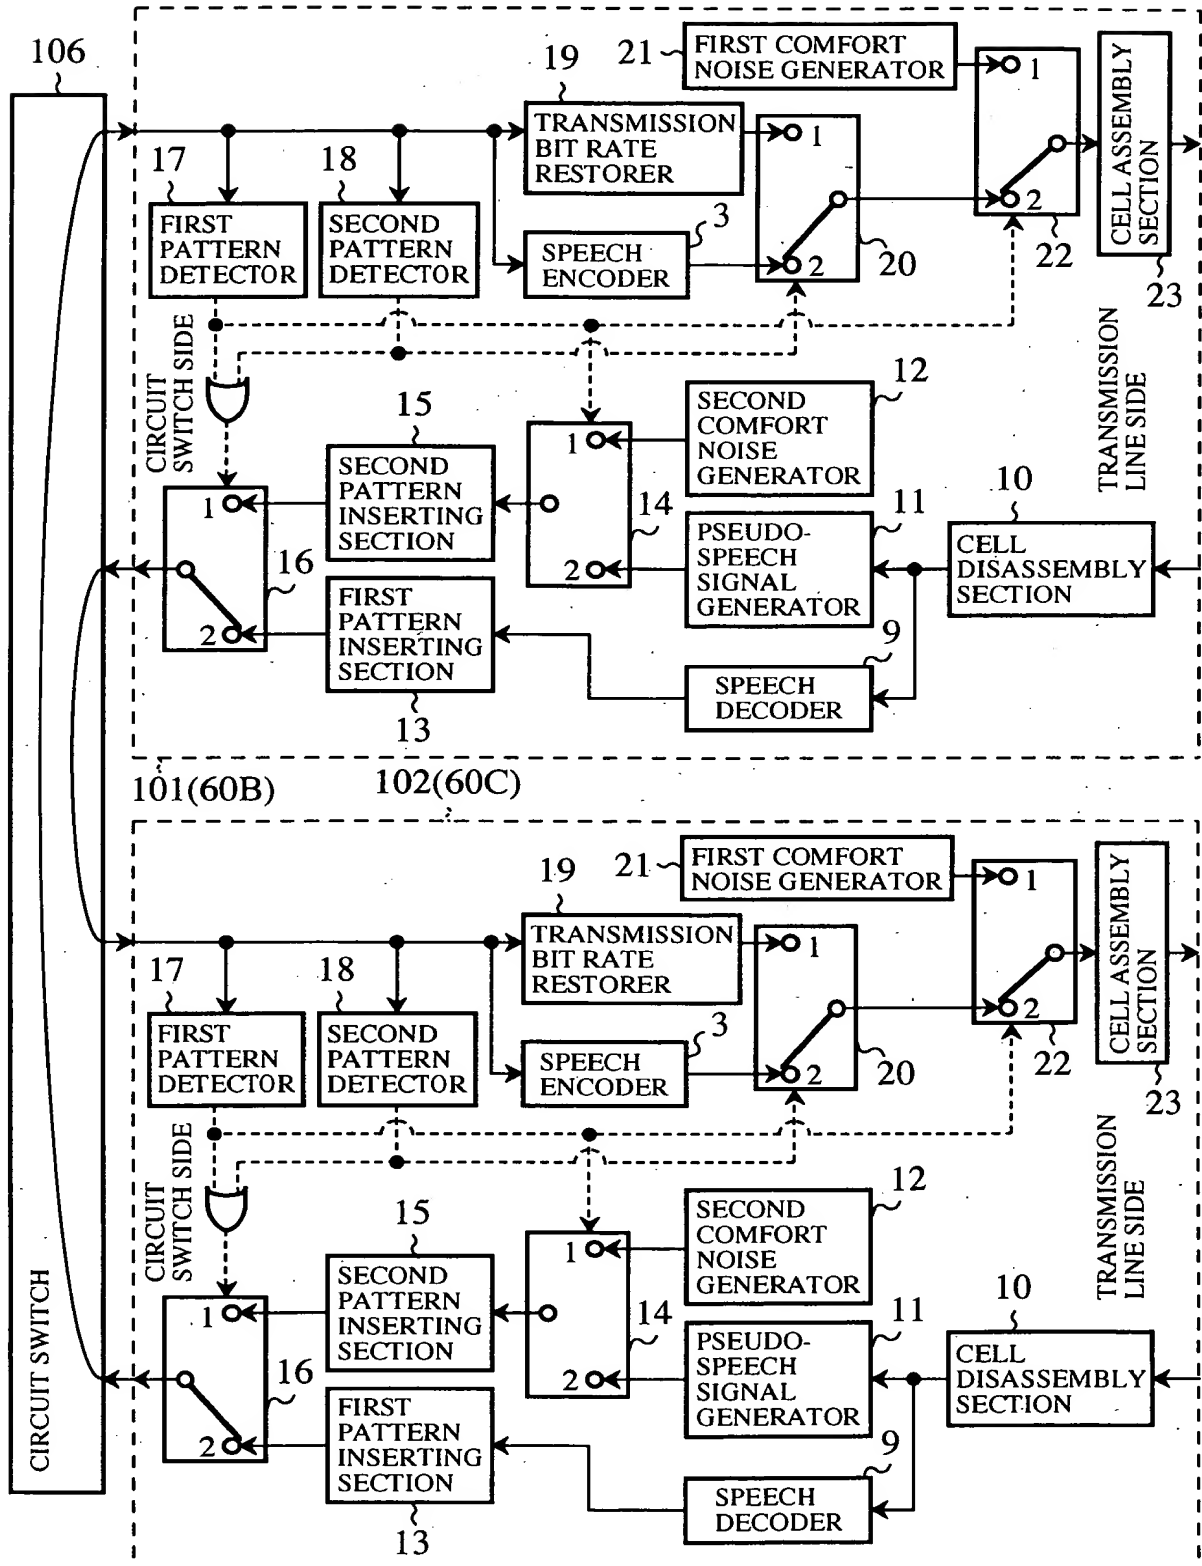 106
21
FIRST COMFORT
NOISE GENERATOR
1
2
22
CELL ASSEMBLY
SECTION
23
19
TRANSMISSION
BIT RATE
RESTORER
1
2
20
17
FIRST
PATTERN
DETECTOR
18
SECOND
PATTERN
DETECTOR
3
SPEECH
ENCODER
CIRCUIT
SWITCH SIDE
TRANSMISSION
LINE SIDE
12
SECOND
COMFORT
NOISE
GENERATOR
15
SECOND
PATTERN
INSERTING
SECTION
1
2
14
1
2
16
11
PSEUDO-
SPEECH
SIGNAL
GENERATOR
10
CELL
DISASSEMBLY
SECTION
FIRST
PATTERN
INSERTING
SECTION
13
9
SPEECH
DECODER
101(60B)
102(60C)
21
FIRST COMFORT
NOISE GENERATOR
1
2
22
CELL ASSEMBLY
SECTION
23
19
TRANSMISSION
BIT RATE
RESTORER
1
2
20
17
FIRST
PATTERN
DETECTOR
18
SECOND
PATTERN
DETECTOR
3
SPEECH
ENCODER
CIRCUIT
SWITCH SIDE
TRANSMISSION
LINE SIDE
12
SECOND
COMFORT
NOISE
GENERATOR
15
SECOND
PATTERN
INSERTING
SECTION
1
2
14
1
2
16
11
PSEUDO-
SPEECH
SIGNAL
GENERATOR
10
CELL
DISASSEMBLY
SECTION
FIRST
PATTERN
INSERTING
SECTION
13
9
SPEECH
DECODER
CIRCUIT SWITCH